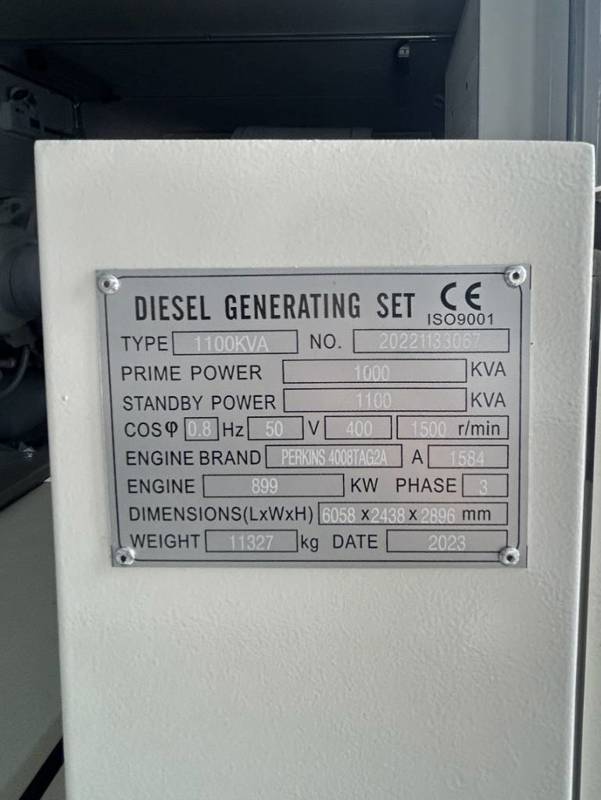 DIESEL GENERATING SET CE
ISO9001
TYPE 1100KVA NO. 20221133067
PRIME POWER 1000 KVA
STANDBY POWER 1100 KVA
COSφ 0.8 Hz 50 V 400 1500 r/min
ENGINE BRAND PERKINS 4008TAG2A A 1584
ENGINE 899 KW PHASE 3
DIMENSIONS(LxWxH) 6058 x 2438 x 2896 mm
WEIGHT 11327 kg DATE 2023